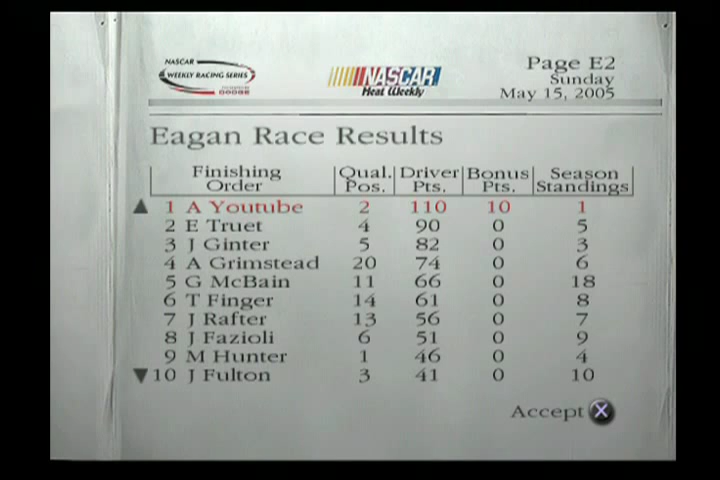 NASCAR
WEEKLY RACING SERIES
DODGE
NASCAR
Heat Weekly
Page E2
Sunday
May 15, 2005
Eagan Race Results
Finishing Order Qual. Pos. Driver Pts. Bonus Pts. Season Standings
▲ 1 A Youtube 2 110 10 1
2 E Truet 4 90 0 5
3 J Ginter 5 82 0 3
4 A Grimstead 20 74 0 6
5 G McBain 11 66 0 18
6 T Finger 14 61 0 8
7 J Rafter 13 56 0 7
8 J Fazioli 6 51 0 9
9 M Hunter 1 46 0 4
▼ 10 J Fulton 3 41 0 10
Accept X